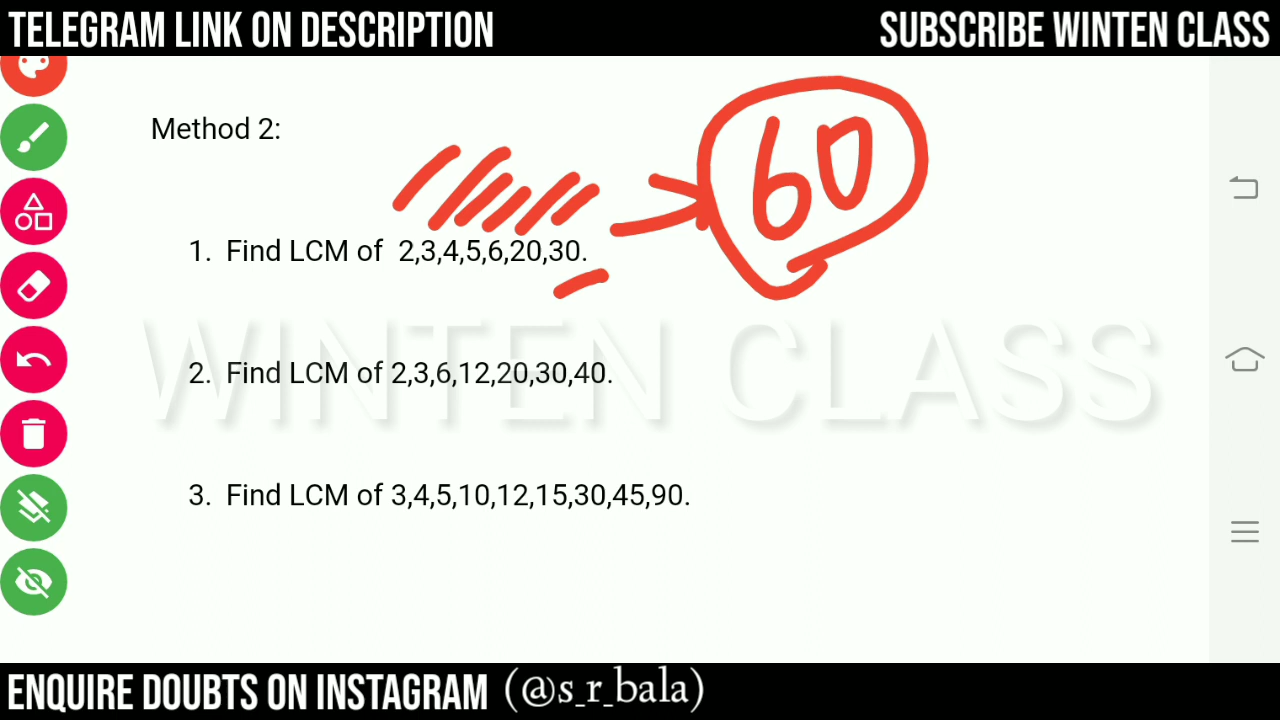 TELEGRAM LINK ON DESCRIPTION
SUBSCRIBE WINTEN CLASS
Method 2:
60
1. Find LCM of 2,3,4,5,6,20,30.
WINTEN CLASS
2. Find LCM of 2,3,6,12,20,30,40.
3. Find LCM of 3,4,5,10,12,15,30,45,90.
ENQUIRE DOUBTS ON INSTAGRAM (@s_r_bala)